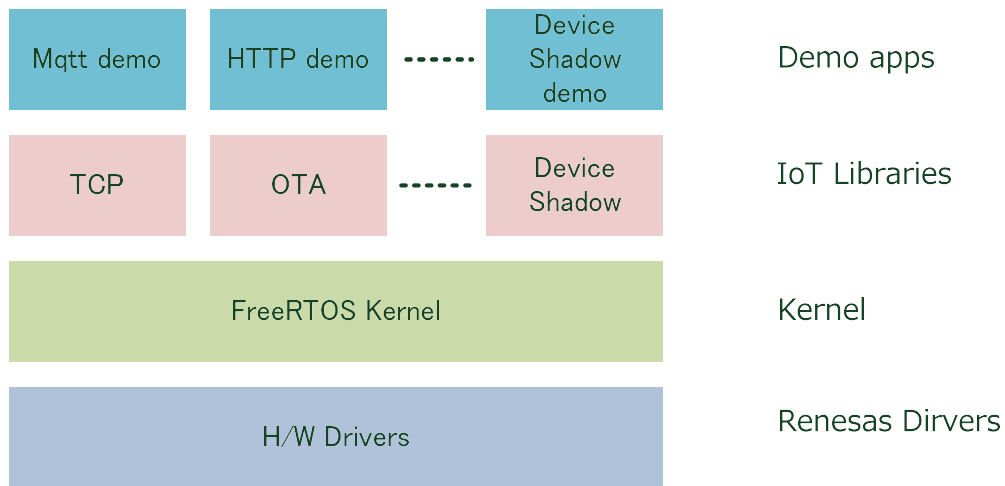 Mqtt demo
HTTP demo
Device
Shadow
demo
Demo apps
TCP
OTA
Device
Shadow
IoT Libraries
FreeRTOS Kernel
Kernel
H/W Drivers
Renesas Dirvers